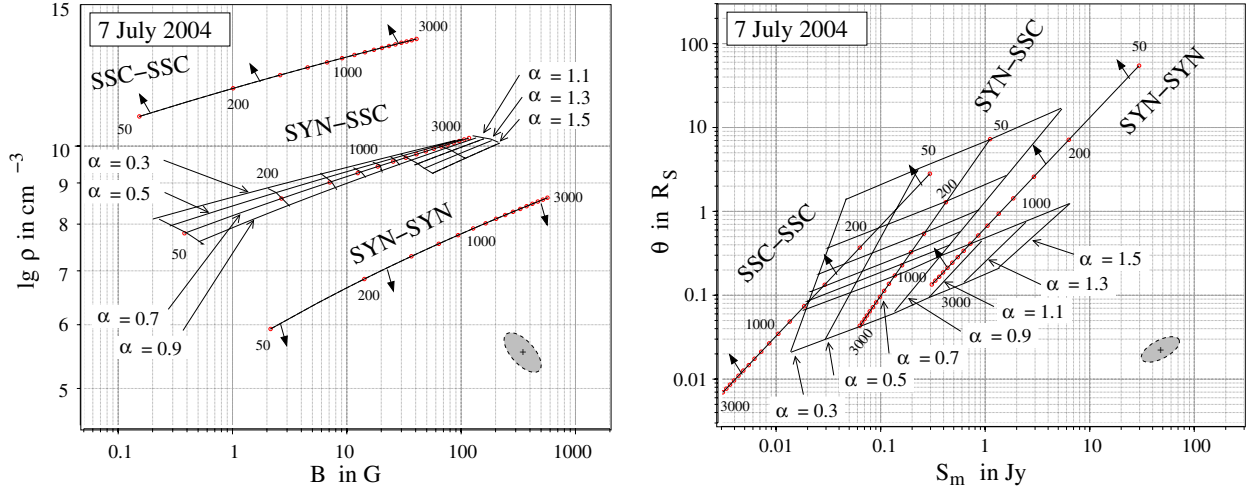 7 July 2004
15
10
9
8
7
6
5
lg ρ in cm⁻³
SSC–SSC
50
200
1000
3000
SYN–SSC
50
200
1000
3000
α = 1.1
α = 1.3
α = 1.5
α = 0.3
α = 0.5
α = 0.7
α = 0.9
SYN–SYN
50
200
1000
3000
0.1
1
10
100
1000
B in G
7 July 2004
100
10
1
0.1
0.01
θ in R_S
SYN–SSC
50
SYN–SYN
50
50
200
200
200
1000
SSC–SSC
1000
1000
3000
3000
3000
α = 1.5
α = 1.3
α = 1.1
α = 0.9
α = 0.7
α = 0.5
α = 0.3
0.01
0.1
1
10
100
S_m in Jy